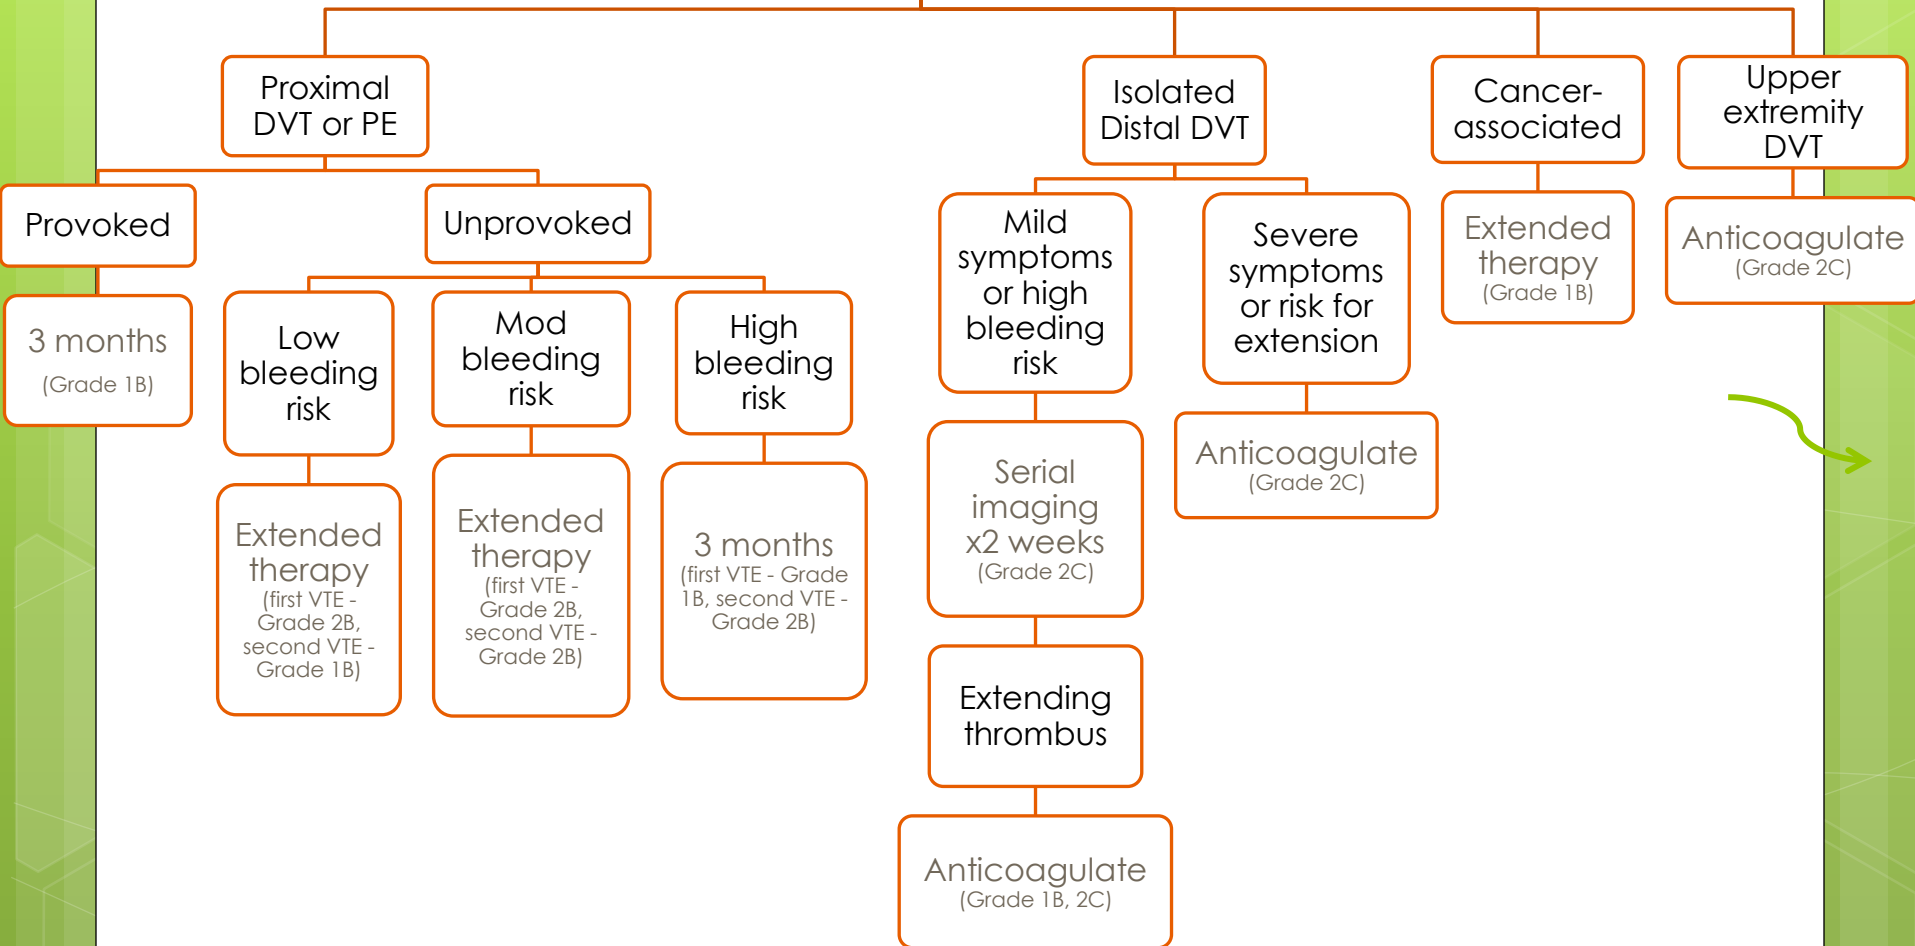 Proximal
DVT or PE
Isolated
Distal DVT
Cancer-
associated
Upper
extremity
DVT
Provoked
Unprovoked
Mild
symptoms
or high
bleeding
risk
Severe
symptoms
or risk for
extension
Extended
therapy
(Grade 1B)
Anticoagulate
(Grade 2C)
3 months
(Grade 1B)
Low
bleeding
risk
Mod
bleeding
risk
High
bleeding
risk
Serial
imaging
x2 weeks
(Grade 2C)
Anticoagulate
(Grade 2C)
Extended
therapy
(first VTE -
Grade 2B,
second VTE -
Grade 1B)
Extended
therapy
(first VTE -
Grade 2B,
second VTE -
Grade 2B)
3 months
(first VTE - Grade
1B, second VTE -
Grade 2B)
Extending
thrombus
Anticoagulate
(Grade 1B, 2C)